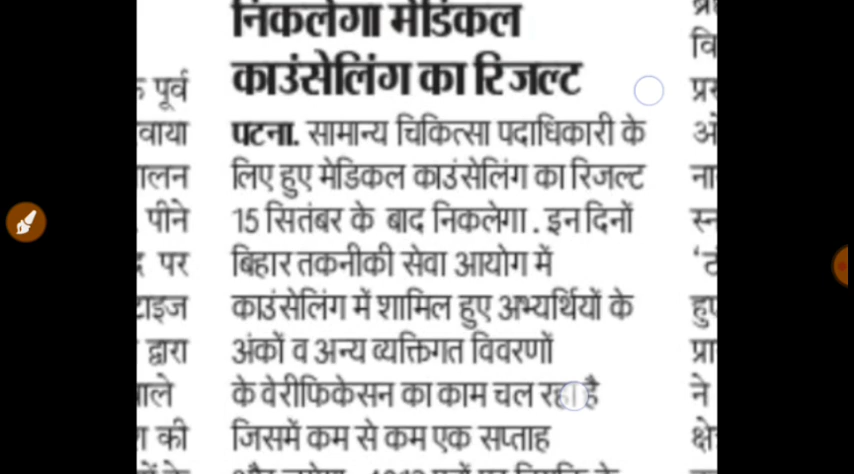 निकलेगा मेडिकल
काउंसेलिंग का रिजल्ट
पटना. सामान्य चिकित्सा पदाधिकारी के
लिए हुए मेडिकल काउंसेलिंग का रिजल्ट
15 सितंबर के बाद निकलेगा. इन दिनों
बिहार तकनीकी सेवा आयोग में
काउंसेलिंग में शामिल हुए अभ्यर्थियों के
अंकों व अन्य व्यक्तिगत विवरणों
के वेरीफिकेसन का काम चल रहा है
जिसमें कम से कम एक सप्ताह
पूर्व
पीने
पर
द्वारा
की
ने